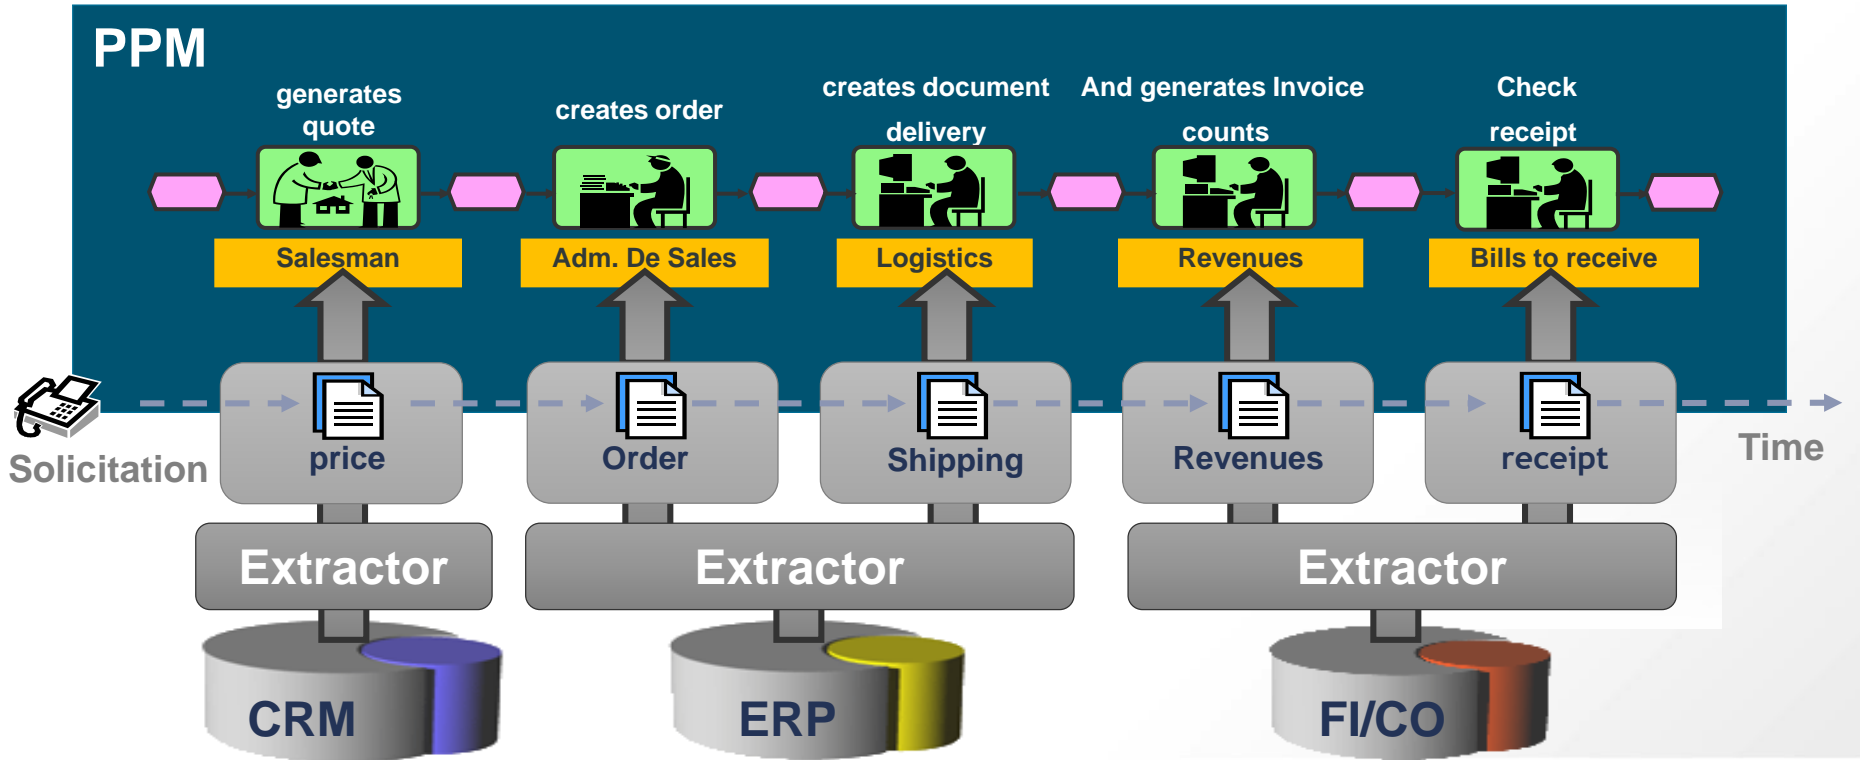 PPM
generates
quote
creates order
creates document
delivery
And generates Invoice
counts
Check
receipt
Salesman
Adm. De Sales
Logistics
Revenues
Bills to receive
Solicitation
price
Order
Shipping
Revenues
receipt
Time
Extractor
Extractor
Extractor
CRM
ERP
FI/CO